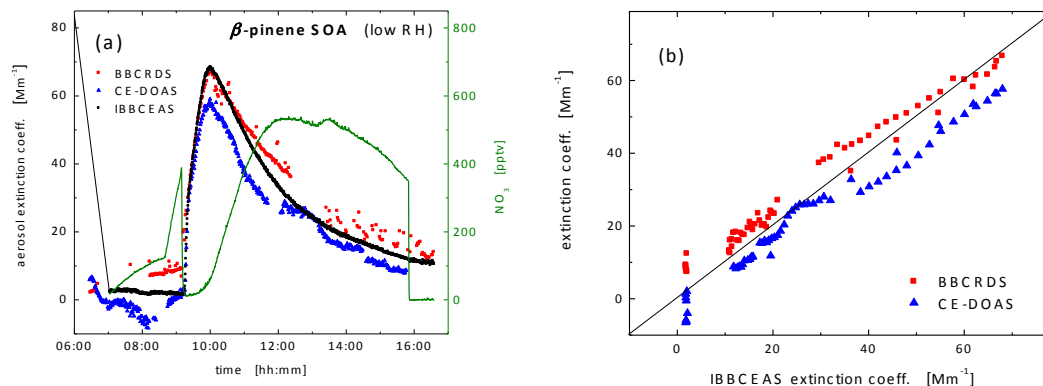 (a)
β-pinene SOA (low RH)
BBCRDS
CE-DOAS
IBBCEAS
aerosol extinction coeff. [Mm⁻¹]
80
60
40
20
0
06:00 08:00 10:00 12:00 14:00 16:00
time [hh:mm]
800
600
400
200
0
NO₃ [pptv]
(b)
extinction coeff. [Mm⁻¹]
60
40
20
0
BBCRDS
CE-DOAS
0 20 40 60
IBBCEAS extinction coeff. [Mm⁻¹]